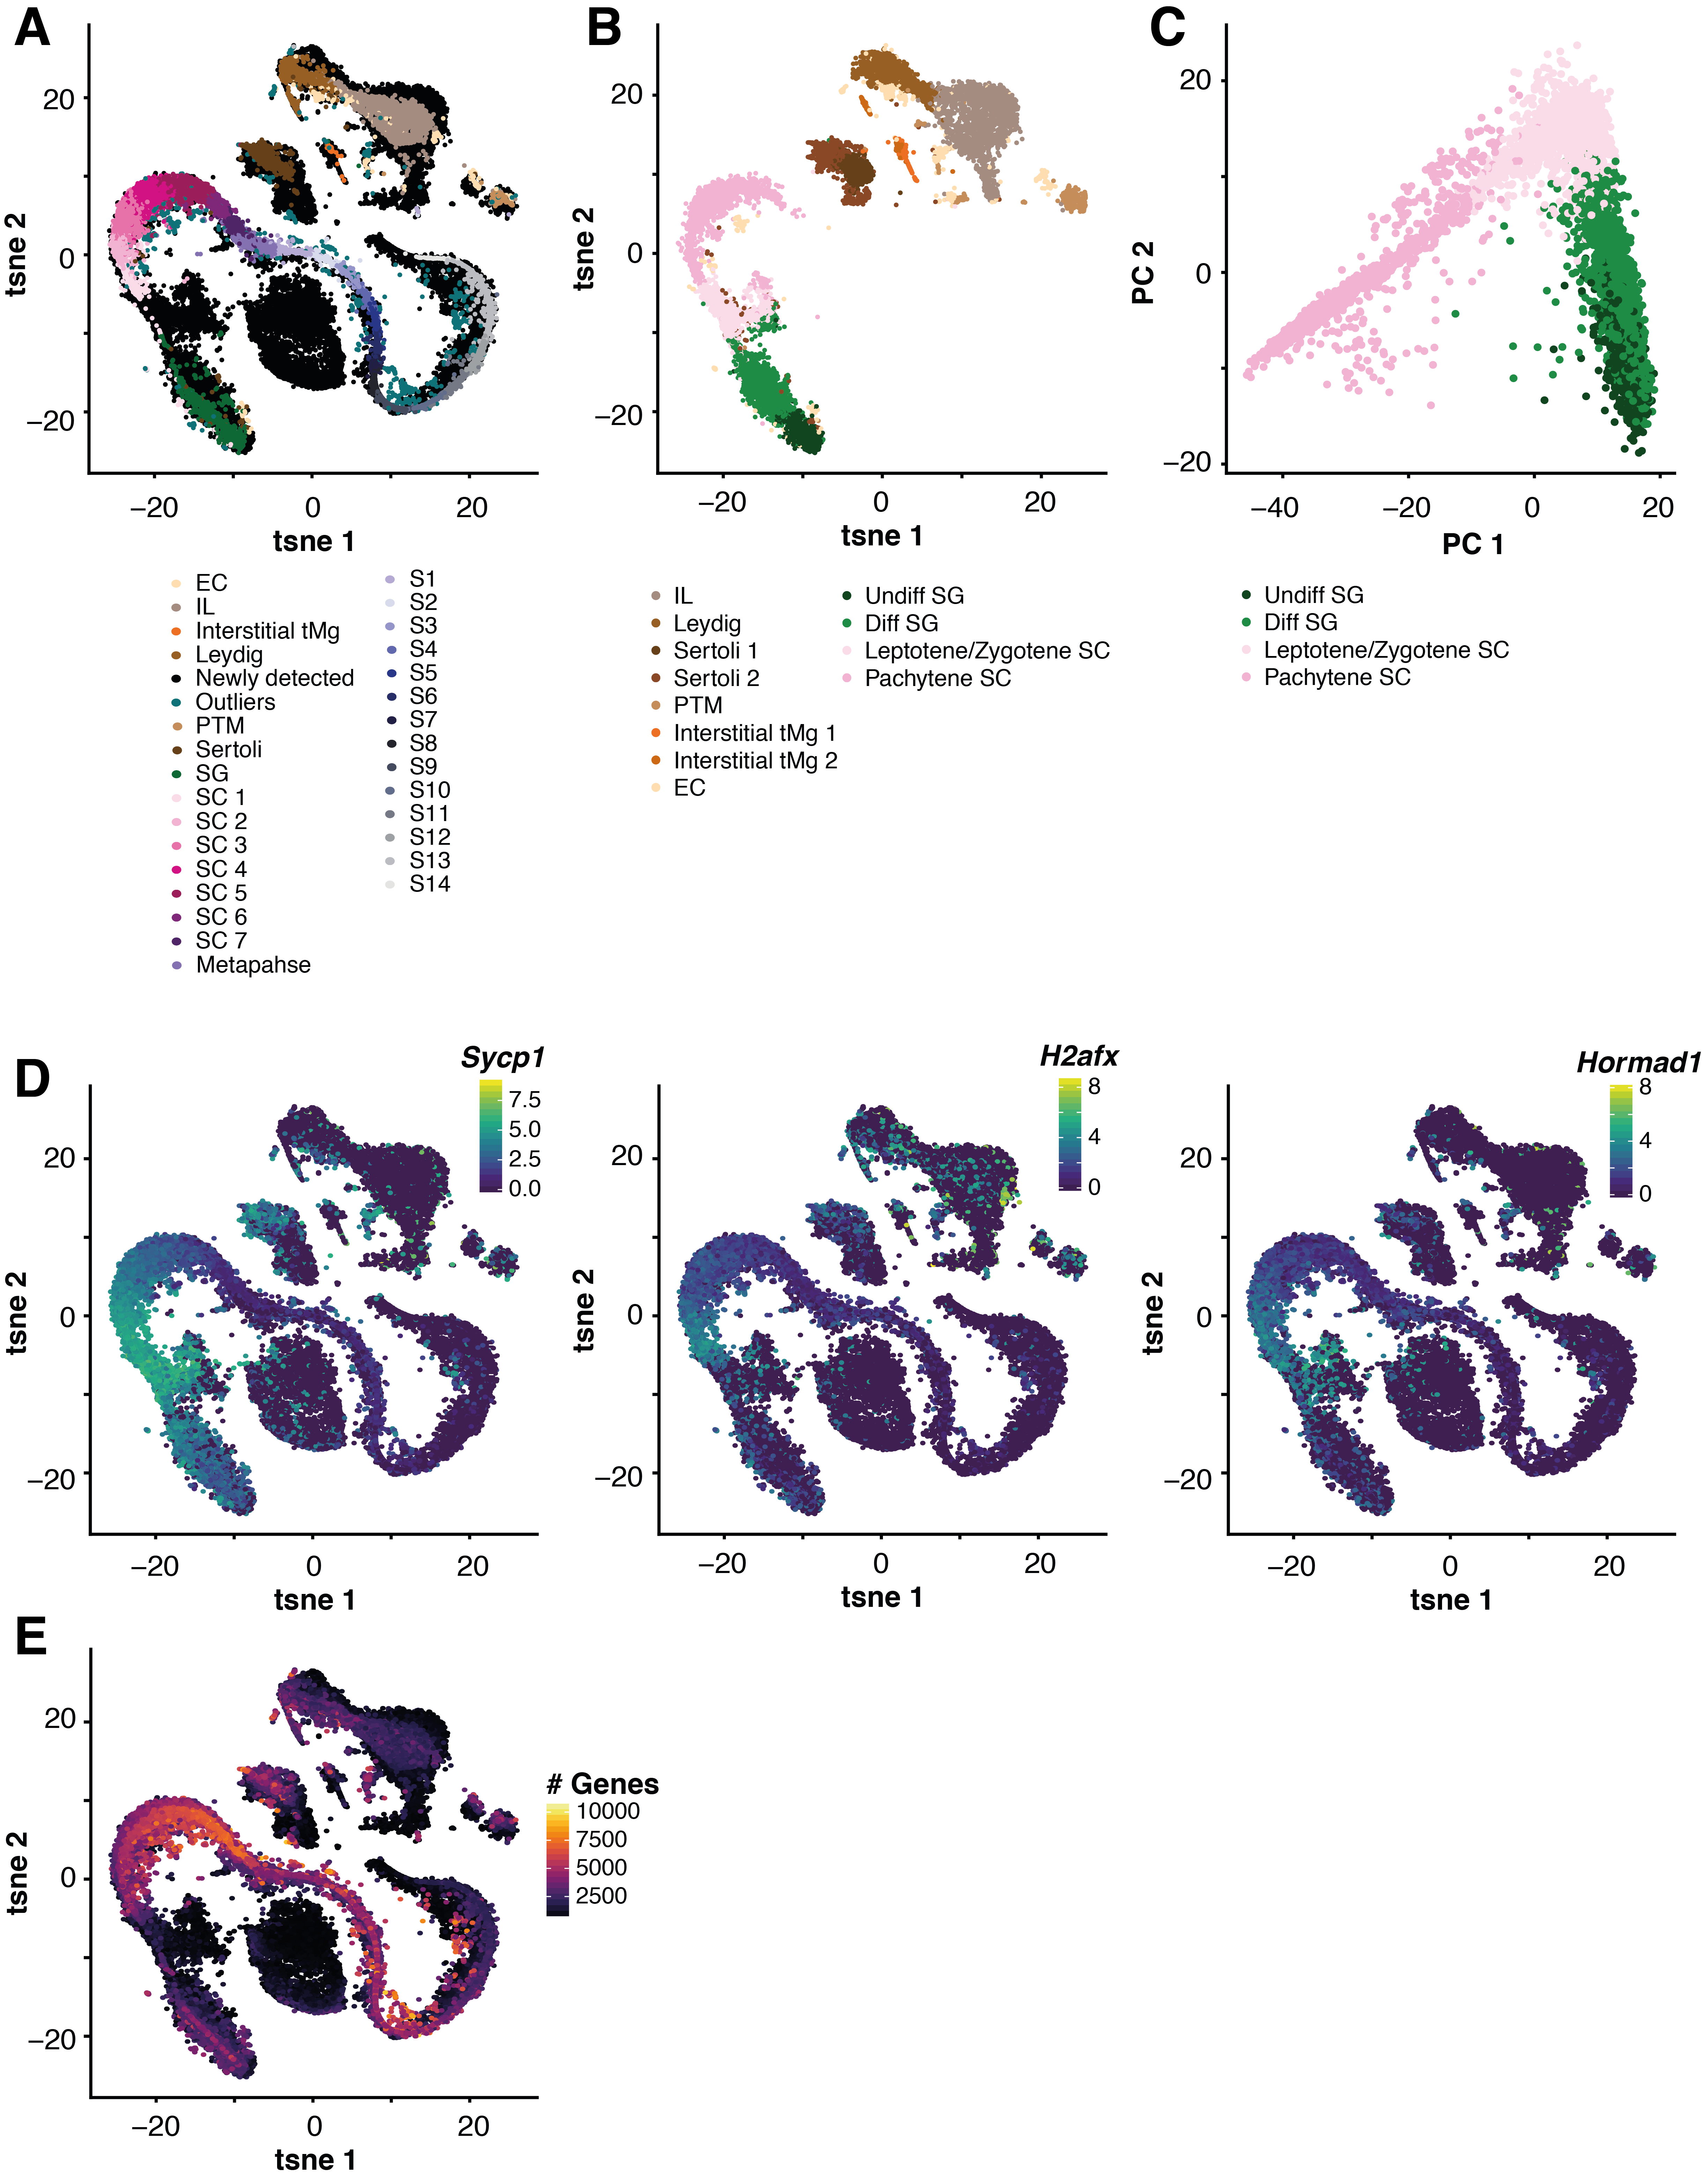 A
B
C
20
0
−20
tsne 2
−20
0
20
tsne 1
20
0
−20
tsne 2
−20
0
20
tsne 1
20
0
−20
PC 2
−40
−20
0
20
PC 1
EC
IL
Interstitial tMg
Leydig
Newly detected
Outliers
PTM
Sertoli
SG
SC 1
SC 2
SC 3
SC 4
SC 5
SC 6
SC 7
Metapahse
S1
S2
S3
S4
S5
S6
S7
S8
S9
S10
S11
S12
S13
S14
IL
Leydig
Sertoli 1
Sertoli 2
PTM
Interstitial tMg 1
Interstitial tMg 2
EC
Undiff SG
Diff SG
Leptotene/Zygotene SC
Pachytene SC
Undiff SG
Diff SG
Leptotene/Zygotene SC
Pachytene SC
D
Sycp1
7.5
5.0
2.5
0.0
20
0
−20
tsne 2
−20
0
20
tsne 1
H2afx
8
4
0
20
0
−20
tsne 2
−20
0
20
tsne 1
Hormad1
8
4
0
20
0
−20
tsne 2
−20
0
20
tsne 1
E
20
0
−20
tsne 2
−20
0
20
tsne 1
# Genes
10000
7500
5000
2500